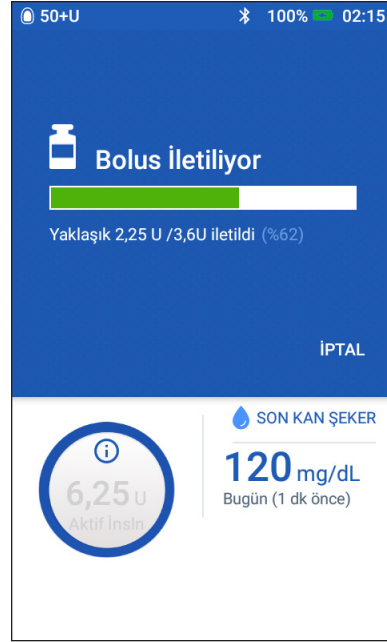 50+U 100% 02:15
Bolus İletiliyor
Yaklaşık 2,25 U /3,6U iletildi (%62)
İPTAL
SON KAN ŞEKER
120 mg/dL
Bugün (1 dk önce)
6,25 U
Aktif İnsln